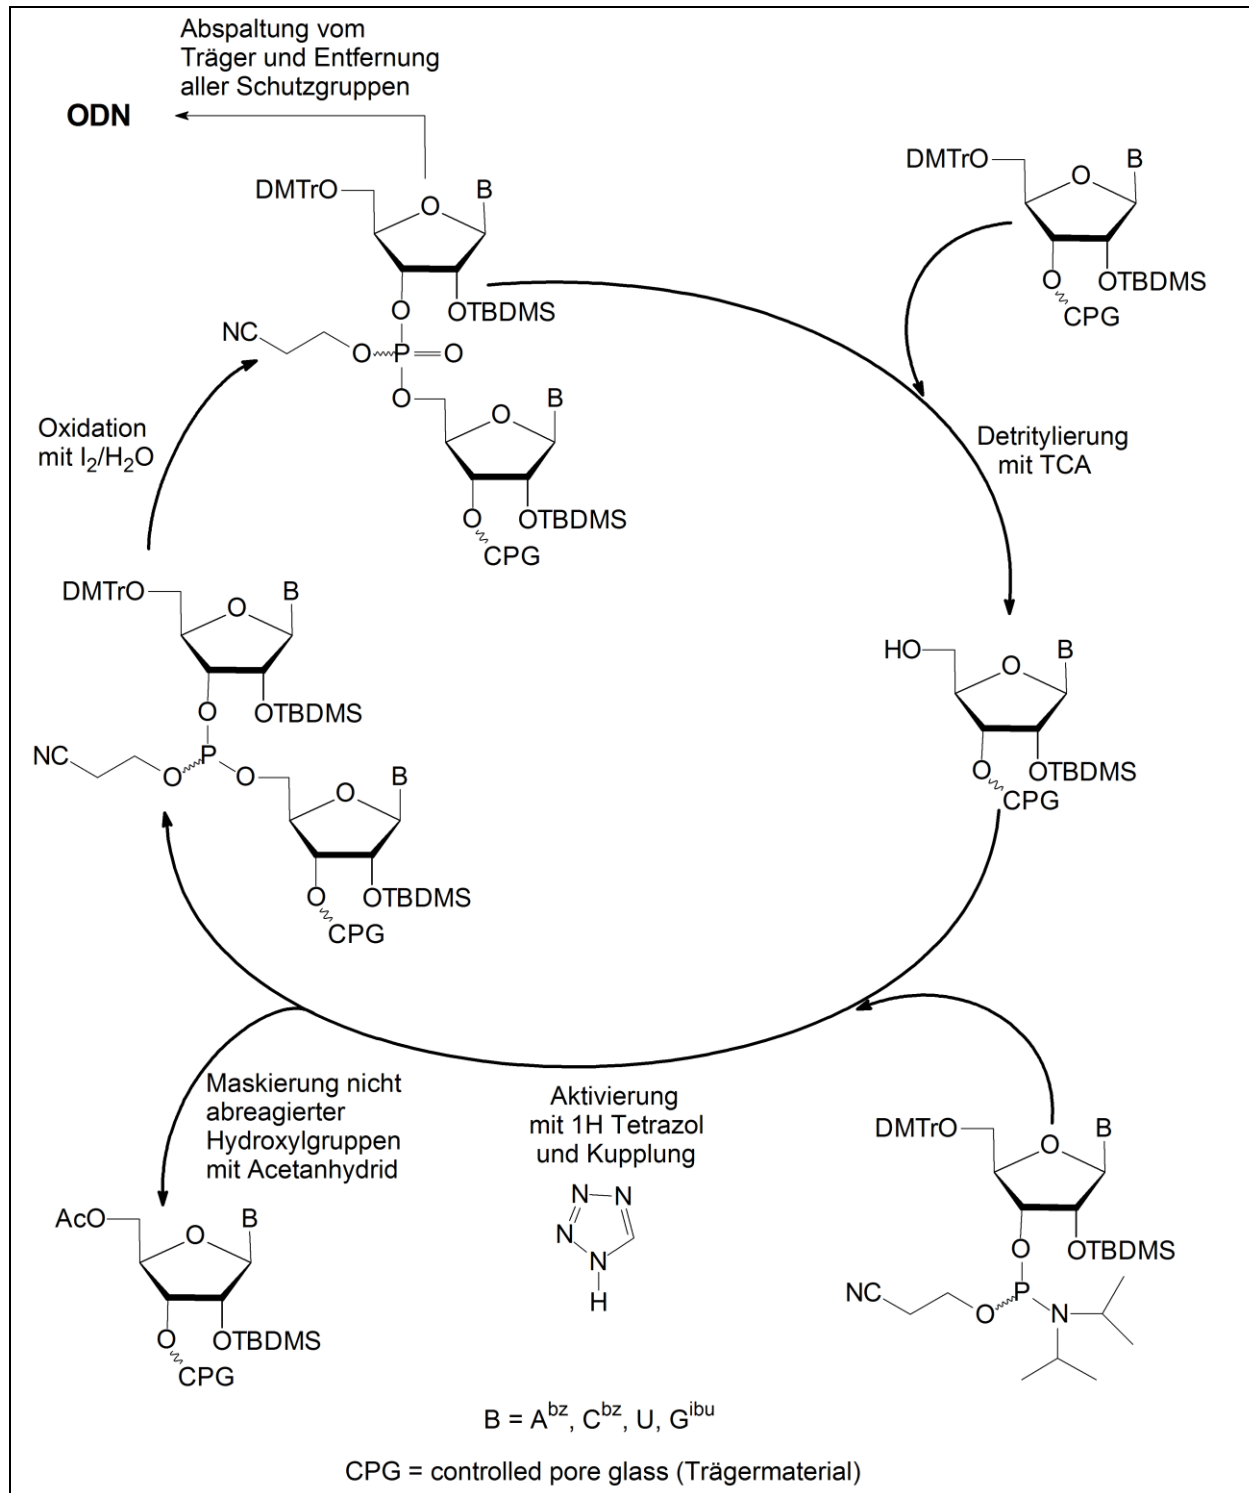 Abspaltung vom
Träger und Entfernung
aller Schutzgruppen
ODN
DMTrO
O
B
O
OTBDMS
NC
O
P
O
O
O
B
O
OTBDMS
CPG
DMTrO
O
B
O
OTBDMS
CPG
Oxidation
mit I₂/H₂O
Detritylierung
mit TCA
DMTrO
O
B
O
OTBDMS
NC
O
P
O
O
B
O
OTBDMS
CPG
HO
O
B
O
OTBDMS
CPG
Maskierung nicht
abreagierter
Hydroxylgruppen
mit Acetanhydrid
Aktivierung
mit 1H Tetrazol
und Kupplung
N
N
N
N
H
AcO
O
B
O
OTBDMS
CPG
DMTrO
O
B
O
OTBDMS
NC
O
P
N
B = Aᵇᶻ, Cᵇᶻ, U, Gⁱᵇᵘ
CPG = controlled pore glass (Trägermaterial)